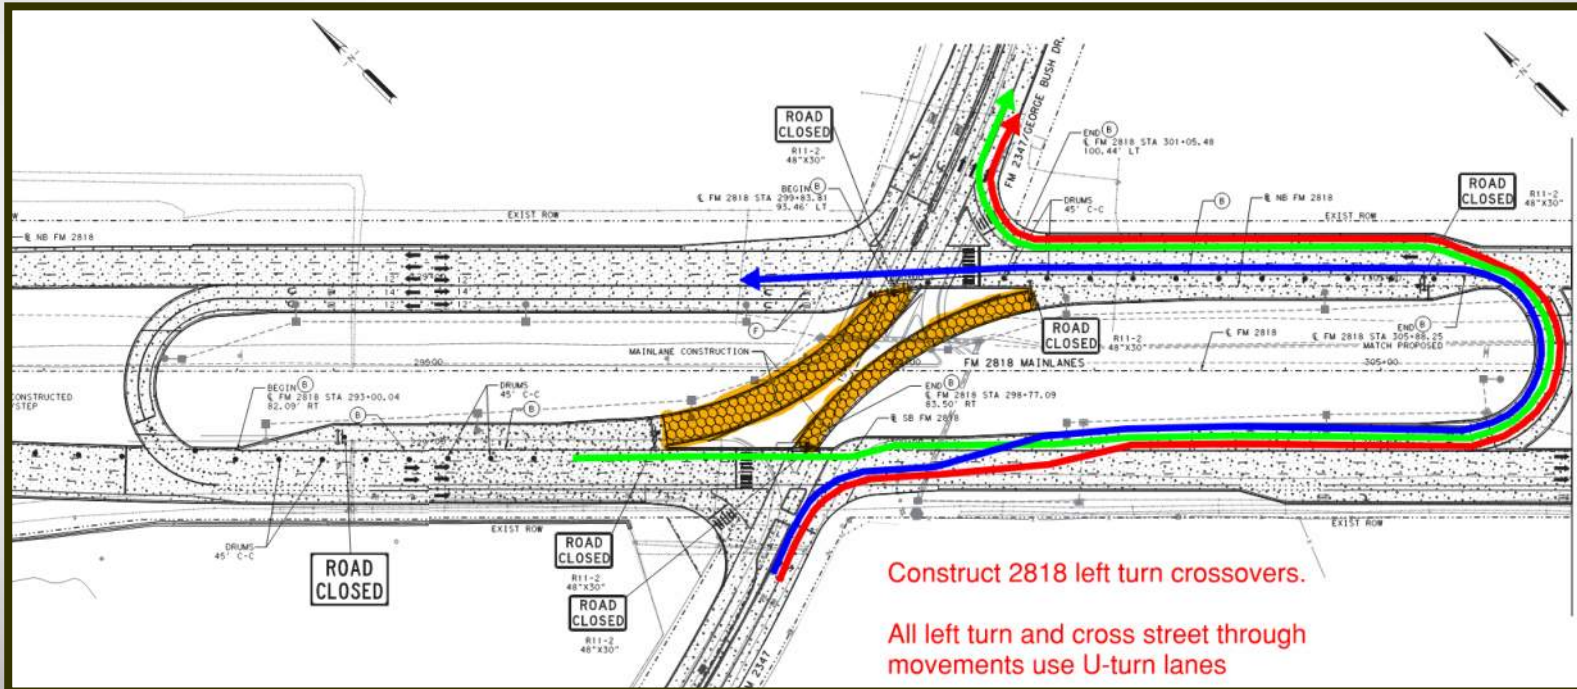 N
N
ROAD
CLOSED
R11-2
48"X30"
FM 2347/GEORGE BUSH DR.
END B
℄ FM 2818 STA 301+05.48
100.44' LT
BEGIN B
℄ FM 2818 STA 299+83.81
93.46' LT
DRUMS
45' C-C
B
℄ NB FM 2818
ROAD
CLOSED
R11-2
48"X30"
EXIST ROW
EXIST ROW
℄ NB FM 2818
F
ROAD
CLOSED
R11-2
48"X30"
℄ FM 2818
END B
℄ FM 2818 STA 305+88.25
MATCH PROPOSED
MAINLANE CONSTRUCTION
FM 2818 MAINLANES
305+00
BEGIN B
℄ FM 2818 STA 293+00.04
82.09' RT
DRUMS
45' C-C
B
B
END B
℄ FM 2818 STA 298+77.09
83.50' RT
℄ SB FM 2818
EXIST ROW
EXIST ROW
DRUMS
45' C-C
ROAD
CLOSED
ROAD
CLOSED
R11-2
48"X30"
ROAD
CLOSED
R11-2
48"X30"
FM 2347
Construct 2818 left turn crossovers.
All left turn and cross street through
movements use U-turn lanes